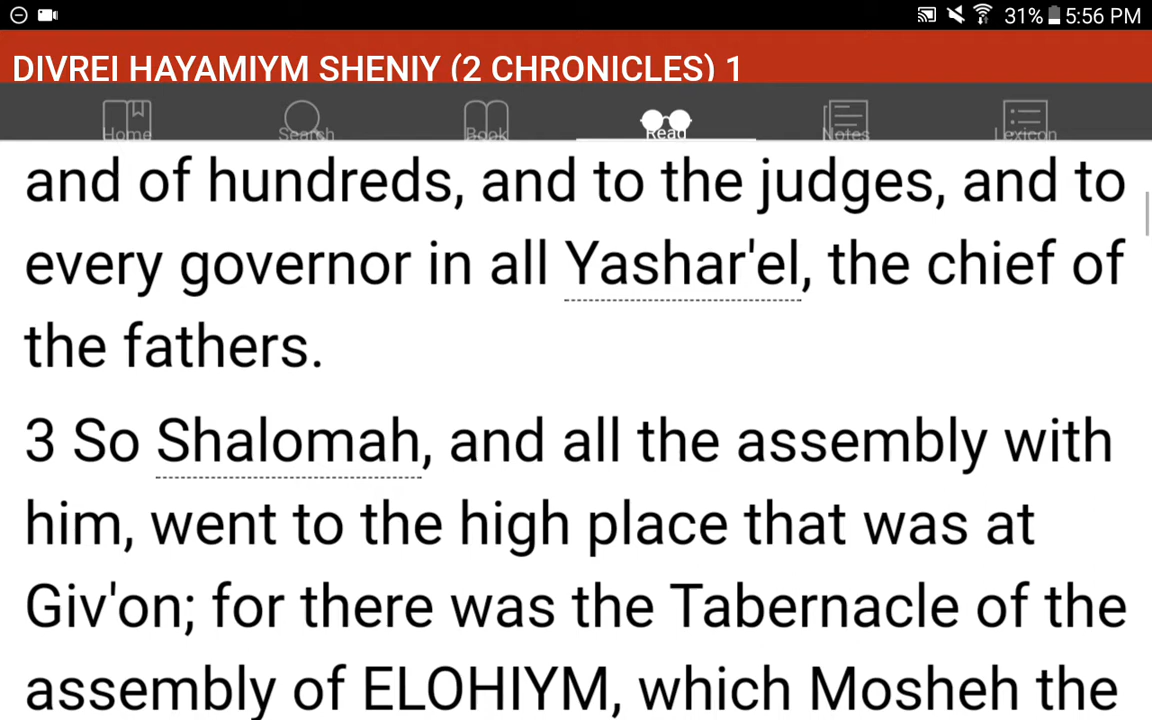 31% 5:56 PM
DIVREI HAYAMIYM SHENIY (2 CHRONICLES) 1
Home Search Book Read Notes Lexicon
and of hundreds, and to the judges, and to
every governor in all Yashar'el, the chief of
the fathers.
3 So Shalomah, and all the assembly with
him, went to the high place that was at
Giv'on; for there was the Tabernacle of the
assembly of ELOHIYM, which Mosheh the